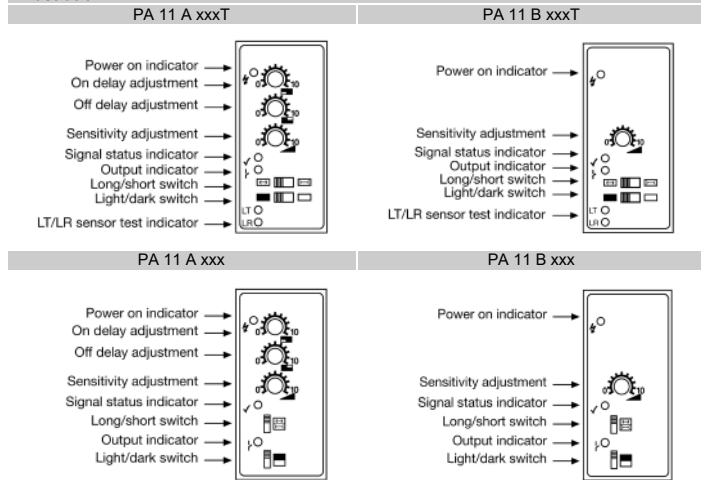 PA 11 A xxxT
Power on indicator
On delay adjustment
Off delay adjustment
Sensitivity adjustment
Signal status indicator
Output indicator
Long/short switch
Light/dark switch
LT/LR sensor test indicator
0 10
0 10
0 10
LT
LR
PA 11 B xxxT
Power on indicator
Sensitivity adjustment
Signal status indicator
Output indicator
Long/short switch
Light/dark switch
LT/LR sensor test indicator
0 10
LT
LR
PA 11 A xxx
Power on indicator
On delay adjustment
Off delay adjustment
Sensitivity adjustment
Signal status indicator
Long/short switch
Output indicator
Light/dark switch
0 10
0 10
0 10
PA 11 B xxx
Power on indicator
Sensitivity adjustment
Signal status indicator
Long/short switch
Output indicator
Light/dark switch
0 10